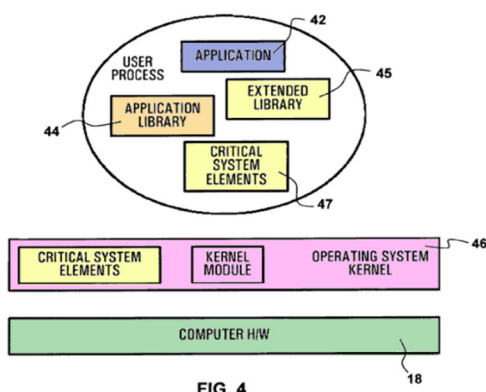 42
USER
PROCESS
APPLICATION
45
EXTENDED
LIBRARY
APPLICATION
LIBRARY
44
CRITICAL
SYSTEM
ELEMENTS
47
46
CRITICAL SYSTEM
ELEMENTS
KERNEL
MODULE
OPERATING SYSTEM
KERNEL
COMPUTER H/W
18
FIG. 4